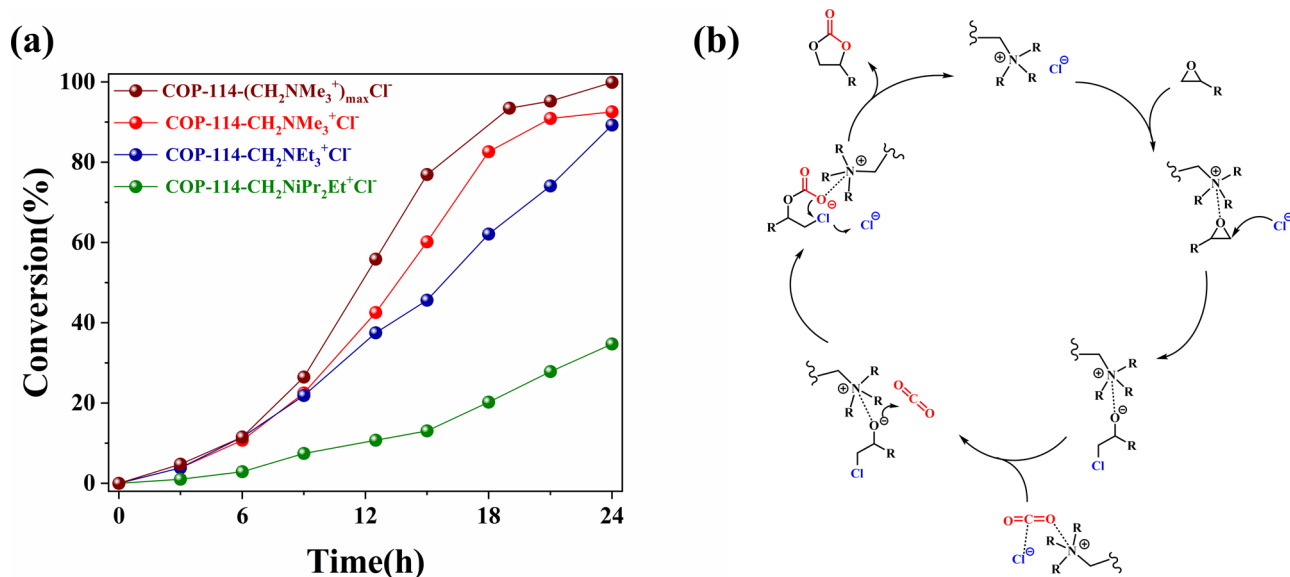 (a)
Conversion(%)
100
80
60
40
20
0
COP-114-(CH₂NMe₃⁺)maxCl⁻
COP-114-CH₂NMe₃⁺Cl⁻
COP-114-CH₂NEt₃⁺Cl⁻
COP-114-CH₂NiPr₂Et⁺Cl⁻
0 6 12 18 24
Time(h)
(b)
O
O O
R
N ⊕ R R R Cl⊖
O
R
N ⊕ R R R
O
R
Cl⊖
N ⊕ R R R
O⊖
R
Cl
O=C=O
Cl⊖
R R R N ⊕
N ⊕ R R R
O⊖
R
Cl
O=C=O
R R R N ⊕
O
O O⊖
R Cl
Cl⊖